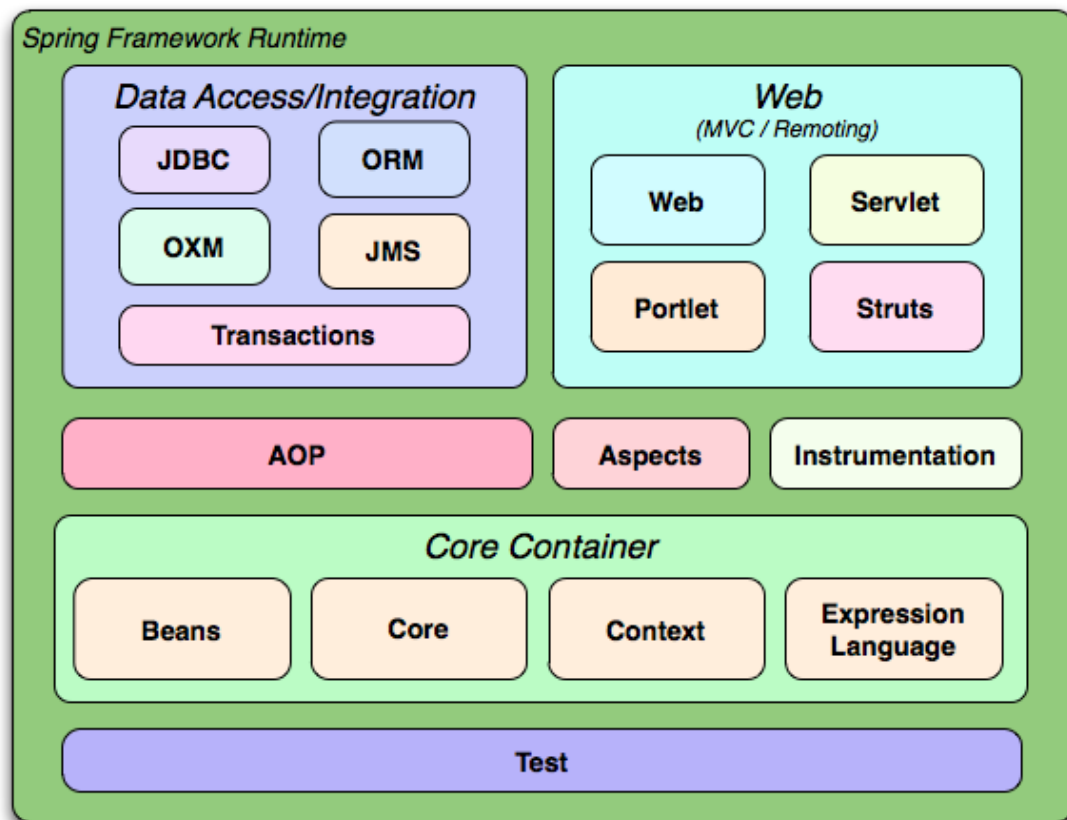 Spring Framework Runtime
Data Access/Integration
JDBC
ORM
OXM
JMS
Transactions
Web
(MVC / Remoting)
Web
Servlet
Portlet
Struts
AOP
Aspects
Instrumentation
Core Container
Beans
Core
Context
Expression
Language
Test